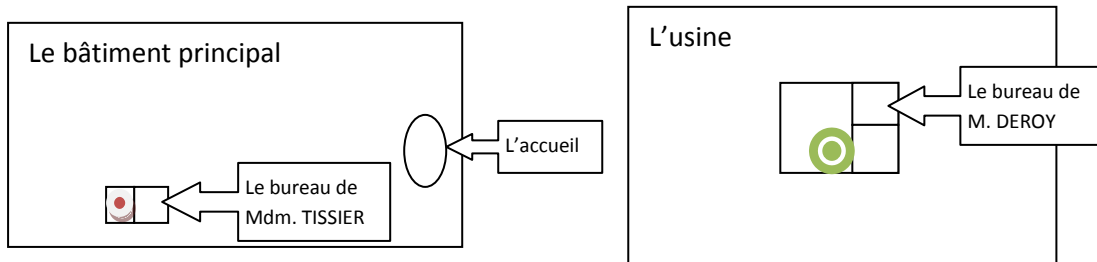 Le bâtiment principal
L'accueil
Le bureau de
Mdm. TISSIER
L'usine
Le bureau de
M. DEROY